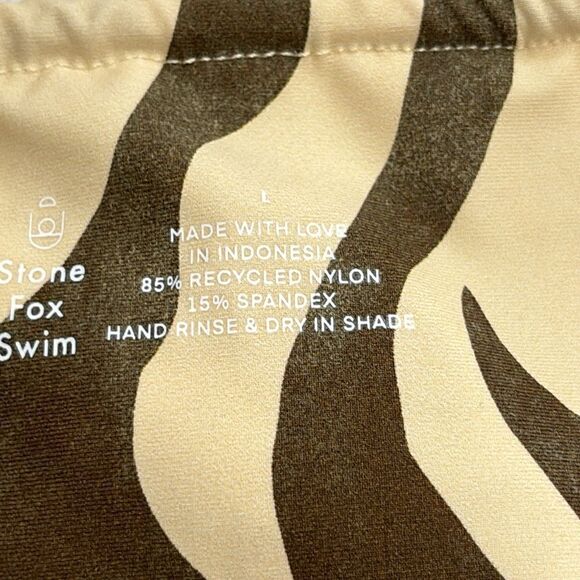 Stone
Fox
Swim
L
MADE WITH LOVE
IN INDONESIA
85% RECYCLED NYLON
15% SPANDEX
HAND RINSE & DRY IN SHADE